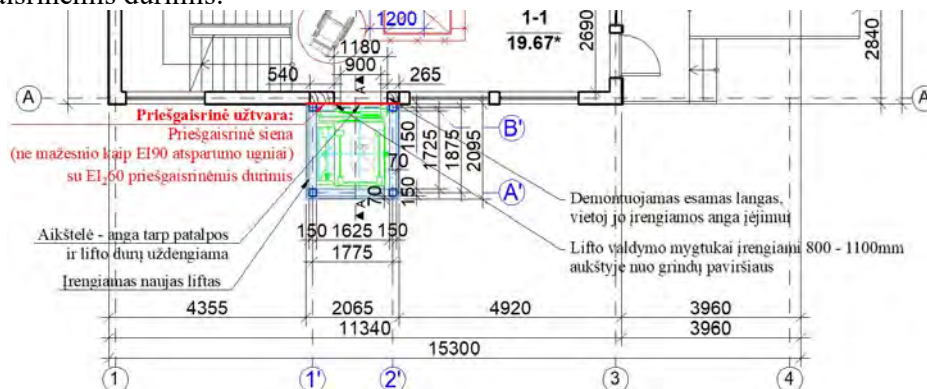 aisrinėmis durimis.
1200
1-1
19.67*
2690
2840
1180
900
540
265
A
A
A
Priešgaisrinė užtvara:
Priešgaisrinė siena
(ne mažesnio kaip EI90 atsparumo ugniai)
su EI₂60 priešgaisrinėmis durimis
B'
A'
150
1725
1875
2095
70
70
150
A
Demontuojamas esamas langas,
vietoj jo įrengiamos anga įėjimui
Lifto valdymo mygtukai įrengiami 800 - 1100mm
aukštyje nuo grindų paviršiaus
Aikštelė - anga tarp patalpos
ir lifto durų uždengiama
Įrengiamas naujas liftas
150
1625
150
1775
4355
2065
4920
3960
11340
3960
15300
1
1'
2'
3
4